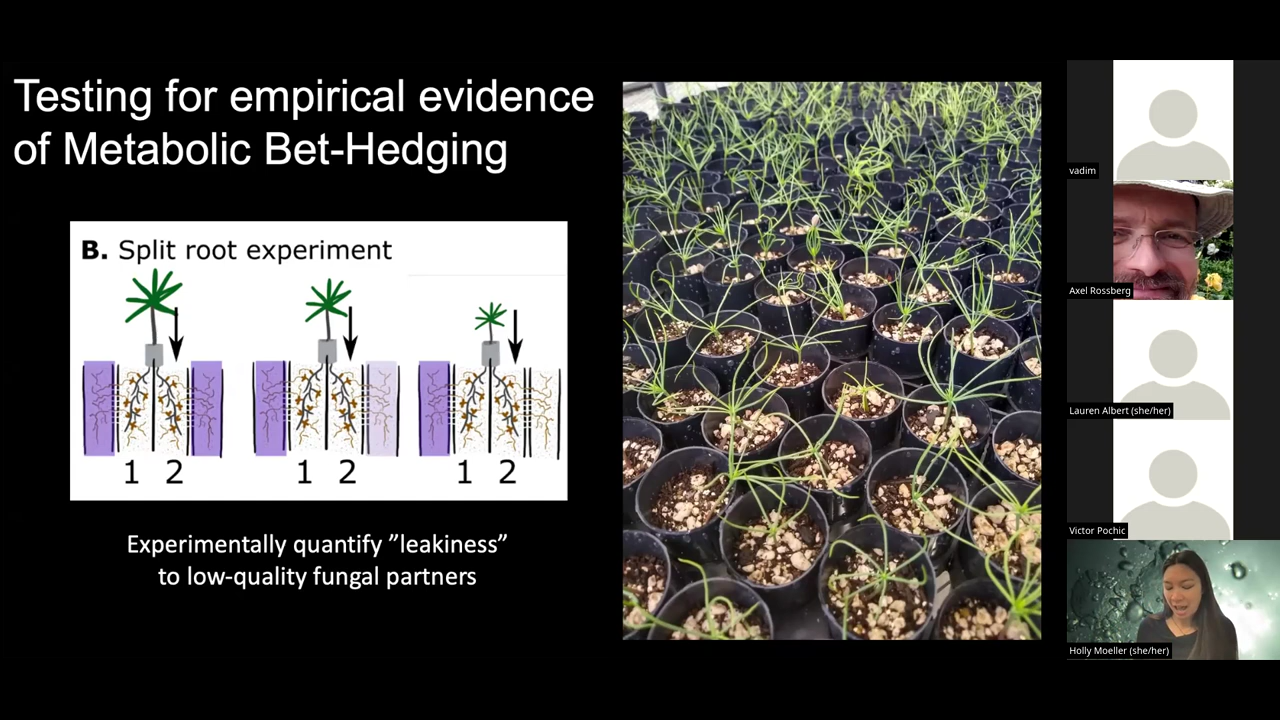 Testing for empirical evidence
of Metabolic Bet-Hedging
B. Split root experiment
1 2
1 2
1 2
Experimentally quantify ”leakiness”
to low-quality fungal partners
vadim
Axel Rossberg
Lauren Albert (she/her)
Victor Pochic
Holly Moeller (she/her)